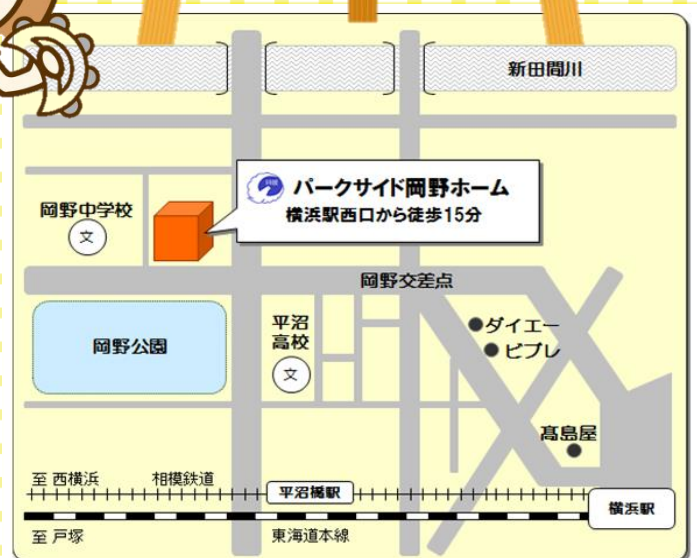 新田間川
パークサイド岡野ホーム
横浜駅西口から徒歩15分
岡野中学校
文
岡野交差点
岡野公園
平沼
高校
文
ダイエー
ビブレ
髙島屋
至 西横浜
相模鉄道
平沼橋駅
横浜駅
至 戸塚
東海道本線